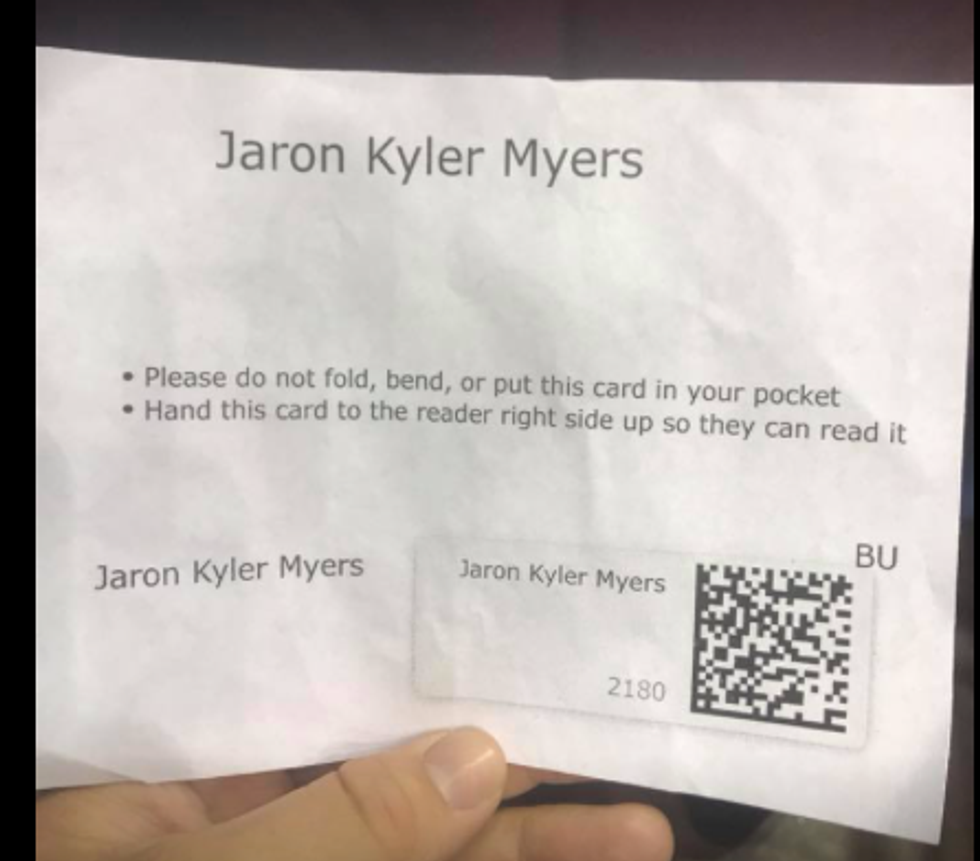 Jaron Kyler Myers
• Please do not fold, bend, or put this card in your pocket
• Hand this card to the reader right side up so they can read it
BU
Jaron Kyler Myers
Jaron Kyler Myers
2180